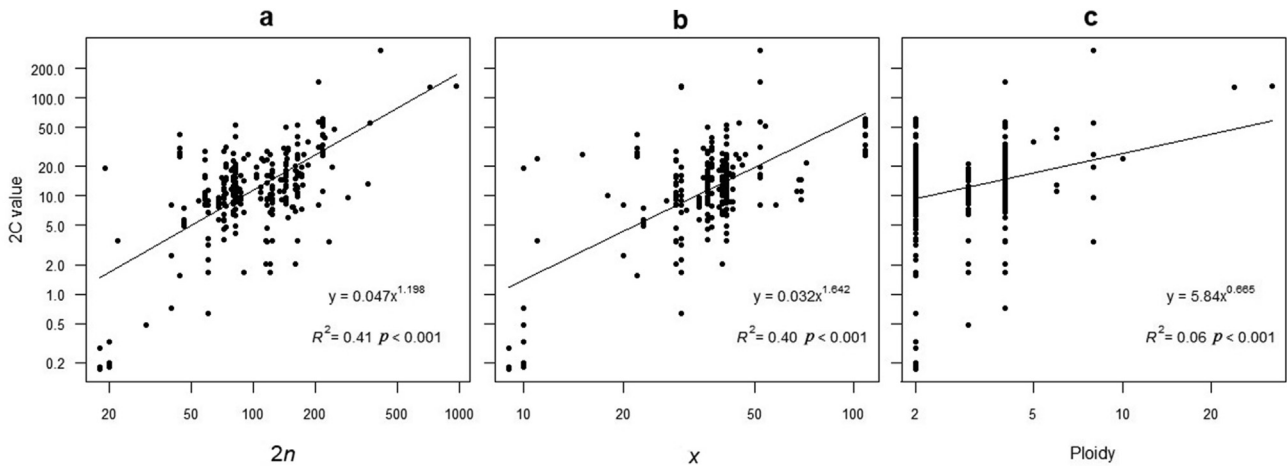 a
b
c
2C value
200.0
100.0
50.0
20.0
10.0
5.0
2.0
1.0
0.5
0.2
y = 0.047x^1.198
R^2 = 0.41 p < 0.001
y = 0.032x^1.642
R^2 = 0.40 p < 0.001
y = 5.84x^0.665
R^2 = 0.06 p < 0.001
20 50 100 200 500 1000
10 20 50 100
2 5 10 20
2n
x
Ploidy